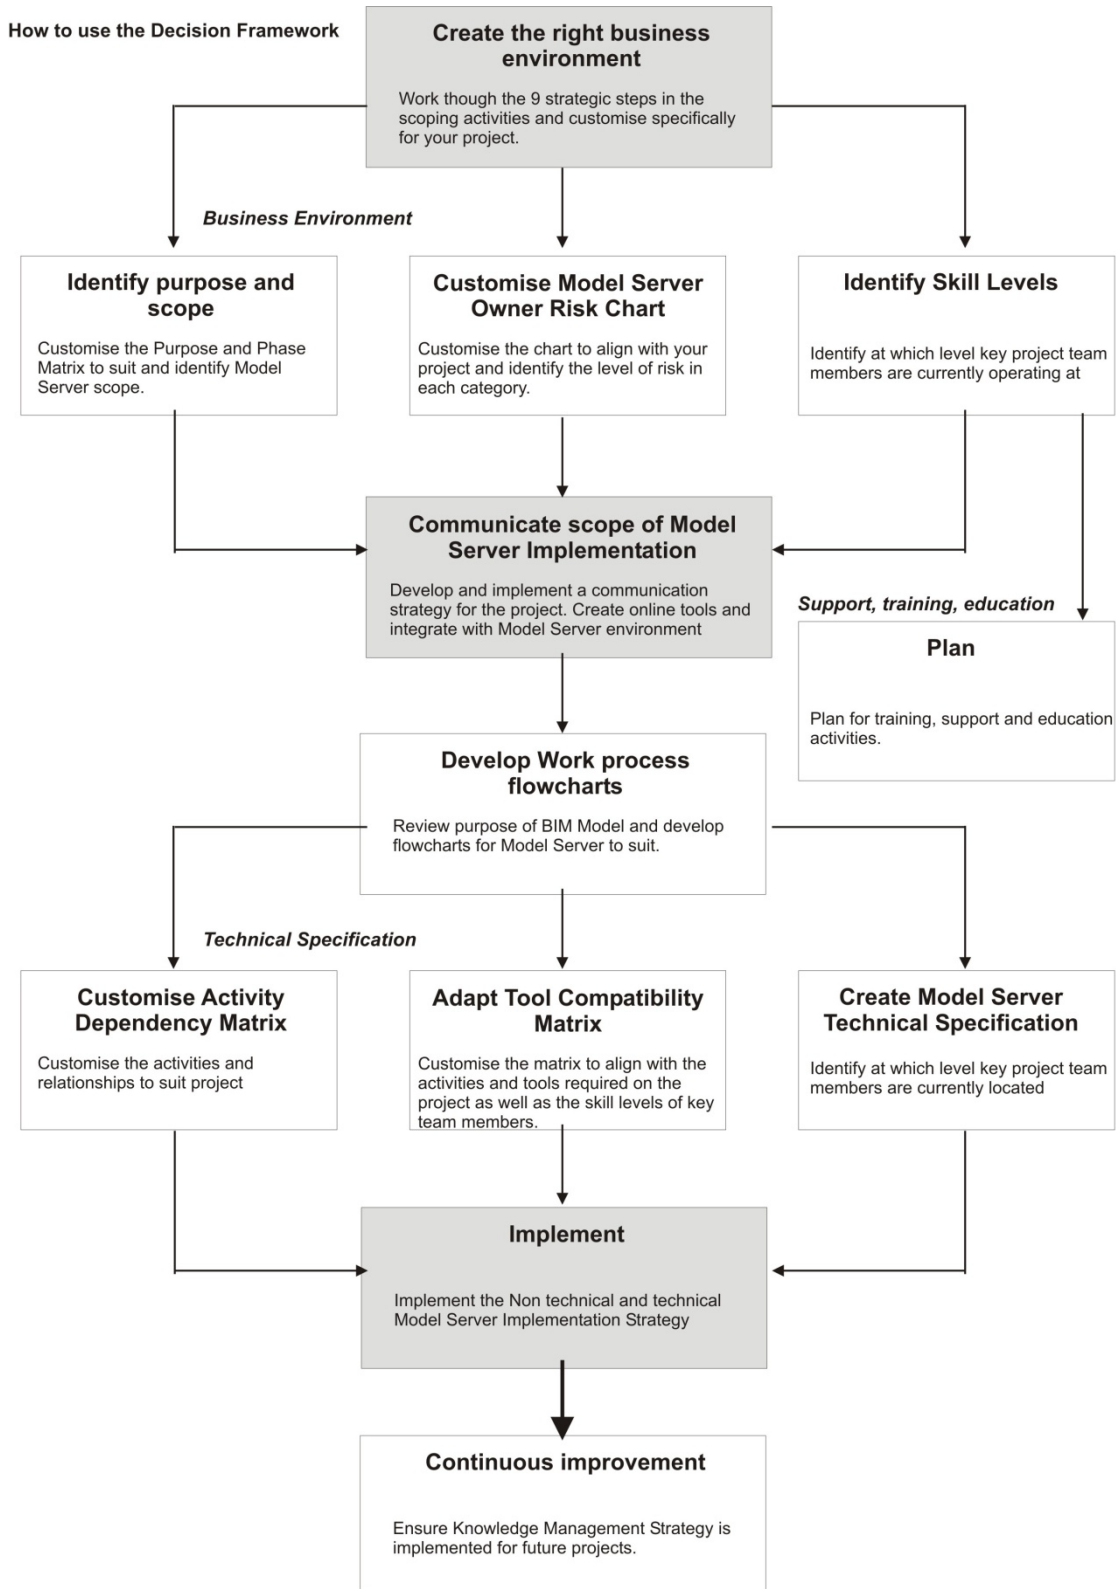 How to use the Decision Framework
Create the right business
environment
Work though the 9 strategic steps in the
scoping activities and customise specifically
for your project.
Business Environment
Identify purpose and
scope
Customise the Purpose and Phase
Matrix to suit and identify Model
Server scope.
Customise Model Server
Owner Risk Chart
Customise the chart to align with your
project and identify the level of risk in
each category.
Identify Skill Levels
Identify at which level key project team
members are currently operating at
Communicate scope of Model
Server Implementation
Develop and implement a communication
strategy for the project. Create online tools and
integrate with Model Server environment
Support, training, education
Plan
Plan for training, support and education
activities.
Develop Work process
flowcharts
Review purpose of BIM Model and develop
flowcharts for Model Server to suit.
Technical Specification
Customise Activity
Dependency Matrix
Customise the activities and
relationships to suit project
Adapt Tool Compatibility
Matrix
Customise the matrix to align with the
activities and tools required on the
project as well as the skill levels of key
team members.
Create Model Server
Technical Specification
Identify at which level key project team
members are currently located
Implement
Implement the Non technical and technical
Model Server Implementation Strategy
Continuous improvement
Ensure Knowledge Management Strategy is
implemented for future projects.